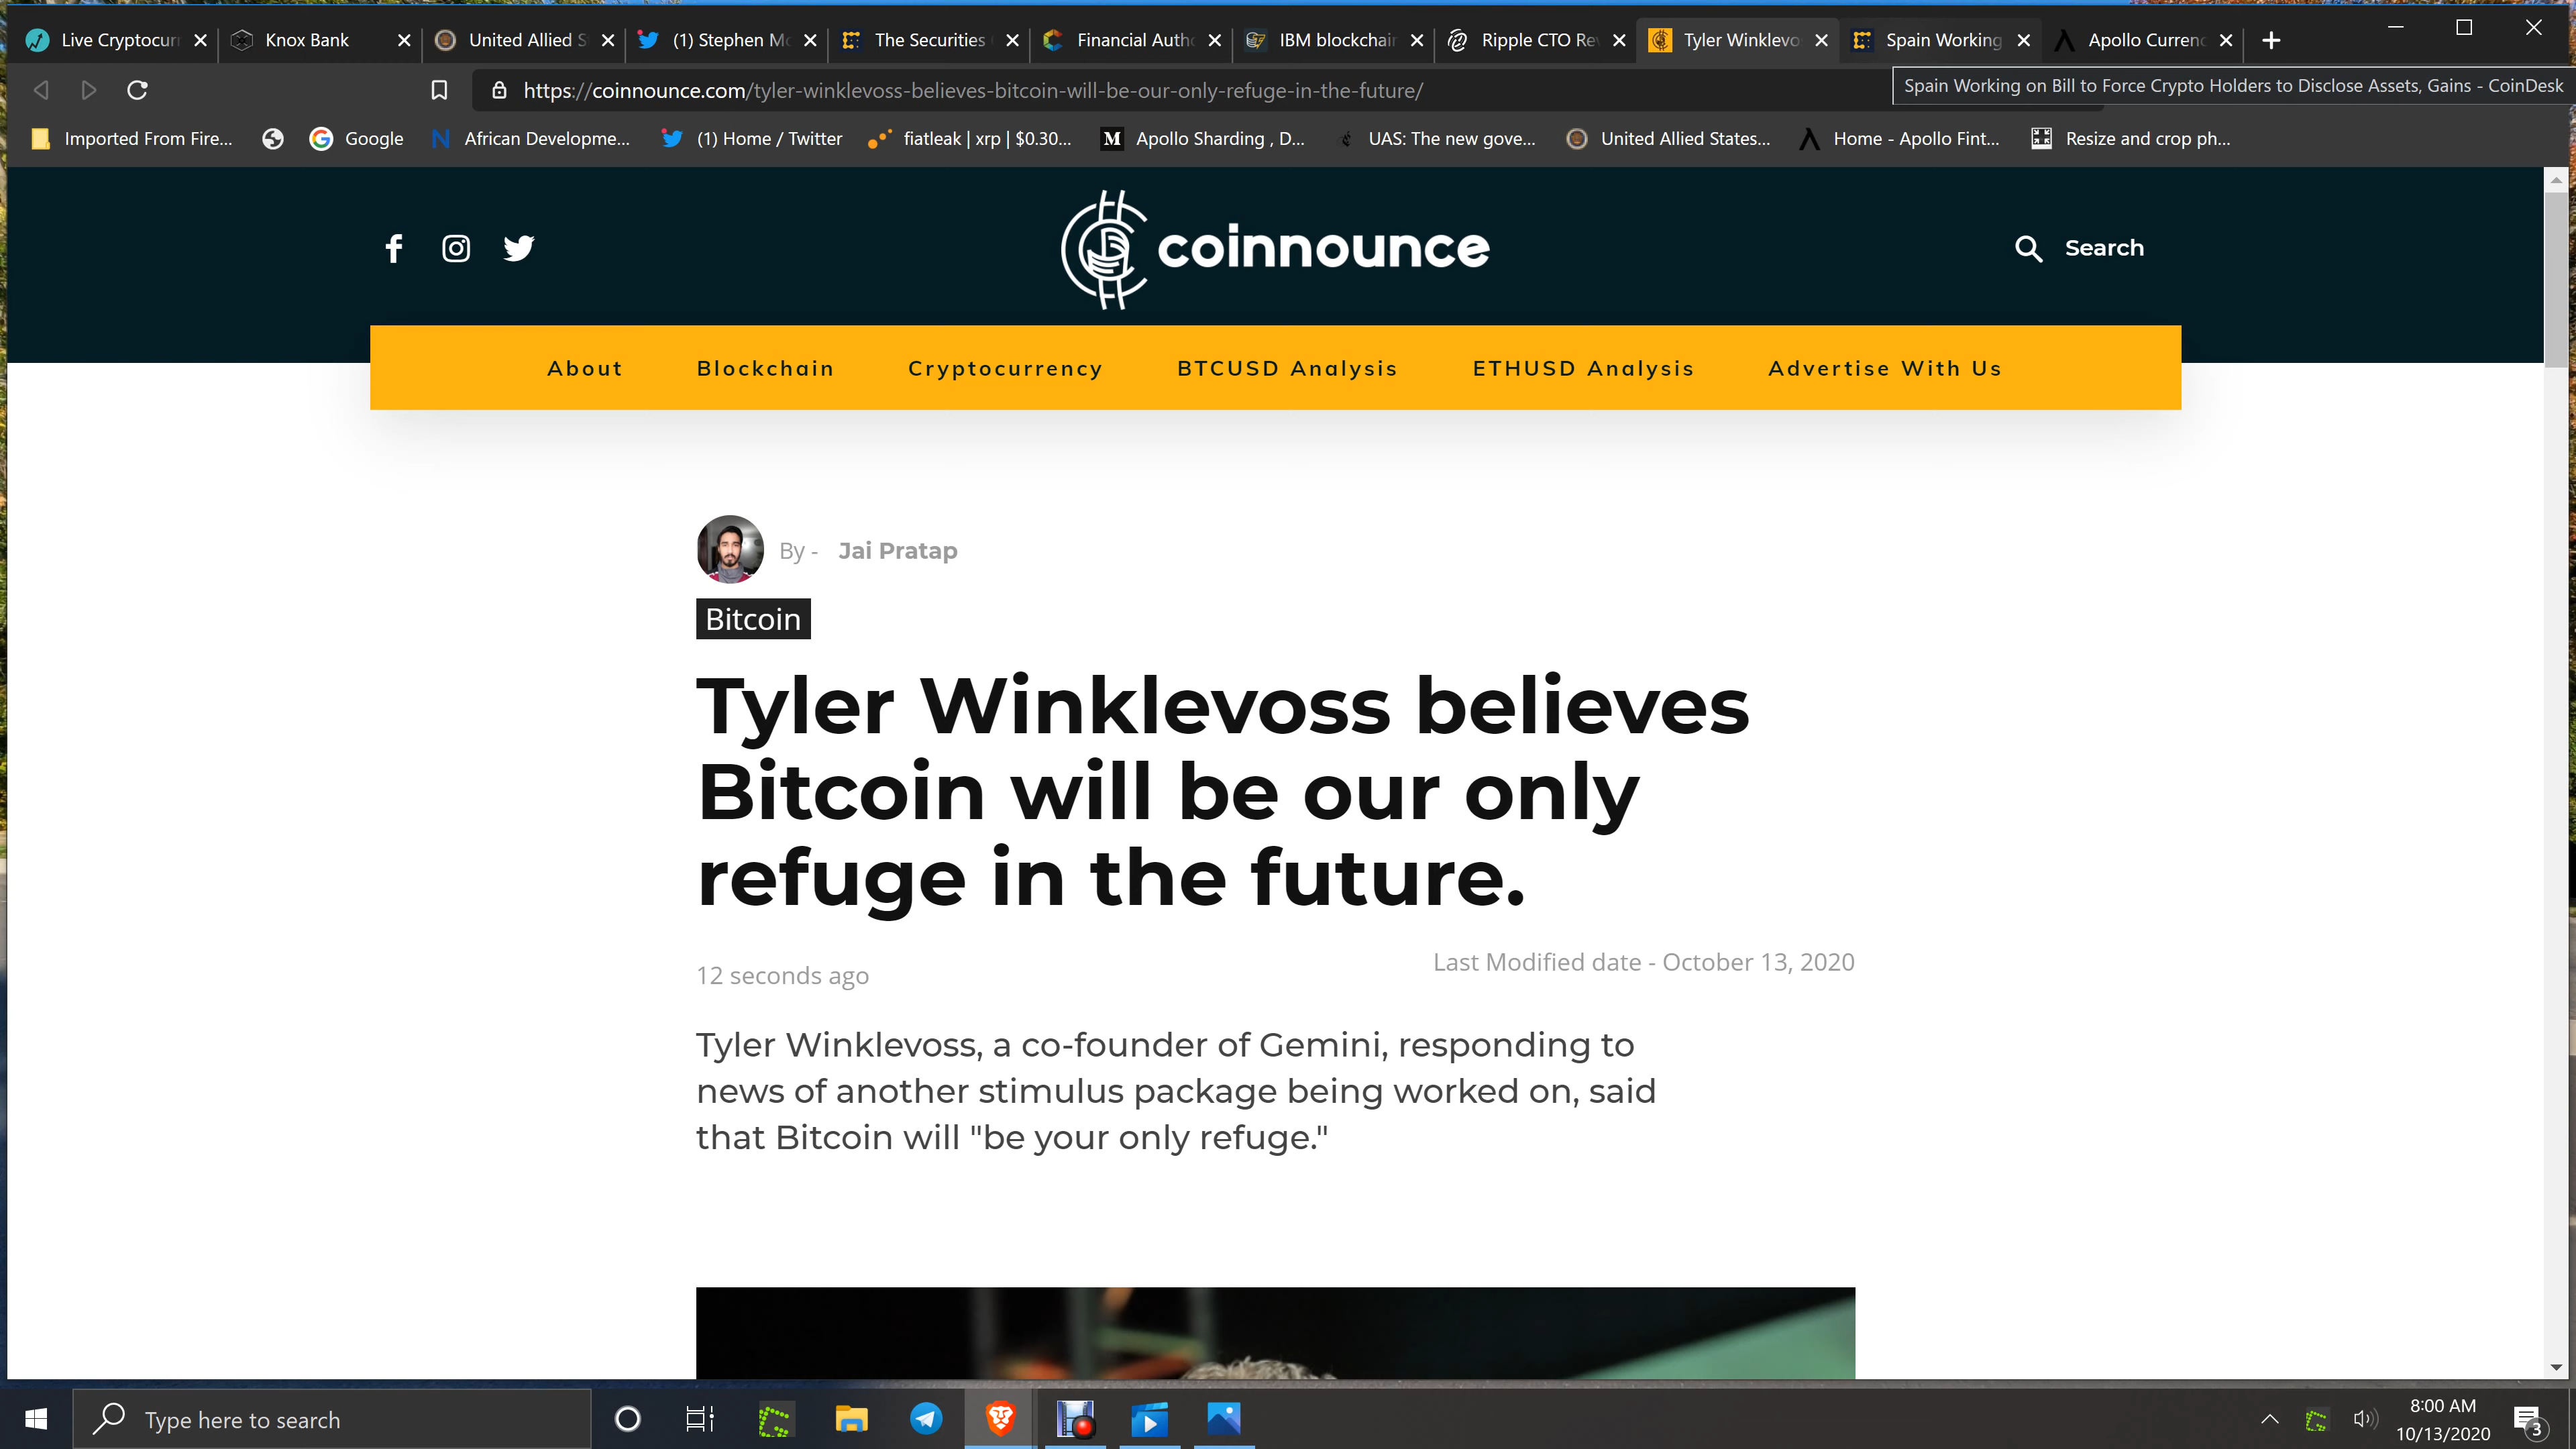 Live Cryptocur
Knox Bank
United Allied S
(1) Stephen Mc
The Securities
Financial Autho
IBM blockchain
Ripple CTO Rev
Tyler Winklevo
Spain Working
Apollo Currenc
https://coinnounce.com/tyler-winklevoss-believes-bitcoin-will-be-our-only-refuge-in-the-future/
Spain Working on Bill to Force Crypto Holders to Disclose Assets, Gains - CoinDesk
Imported From Fire...
Google
African Developme...
(1) Home / Twitter
fiatleak | xrp | $0.30...
M
Apollo Sharding , D...
UAS: The new gove...
United Allied States...
Home - Apollo Fint...
Resize and crop ph...
coinnounce
Search
About
Blockchain
Cryptocurrency
BTCUSD Analysis
ETHUSD Analysis
Advertise With Us
By - Jai Pratap
Bitcoin
Tyler Winklevoss believes
Bitcoin will be our only
refuge in the future.
12 seconds ago
Last Modified date - October 13, 2020
Tyler Winklevoss, a co-founder of Gemini, responding to
news of another stimulus package being worked on, said
that Bitcoin will "be your only refuge."
Type here to search
8:00 AM
10/13/2020
3